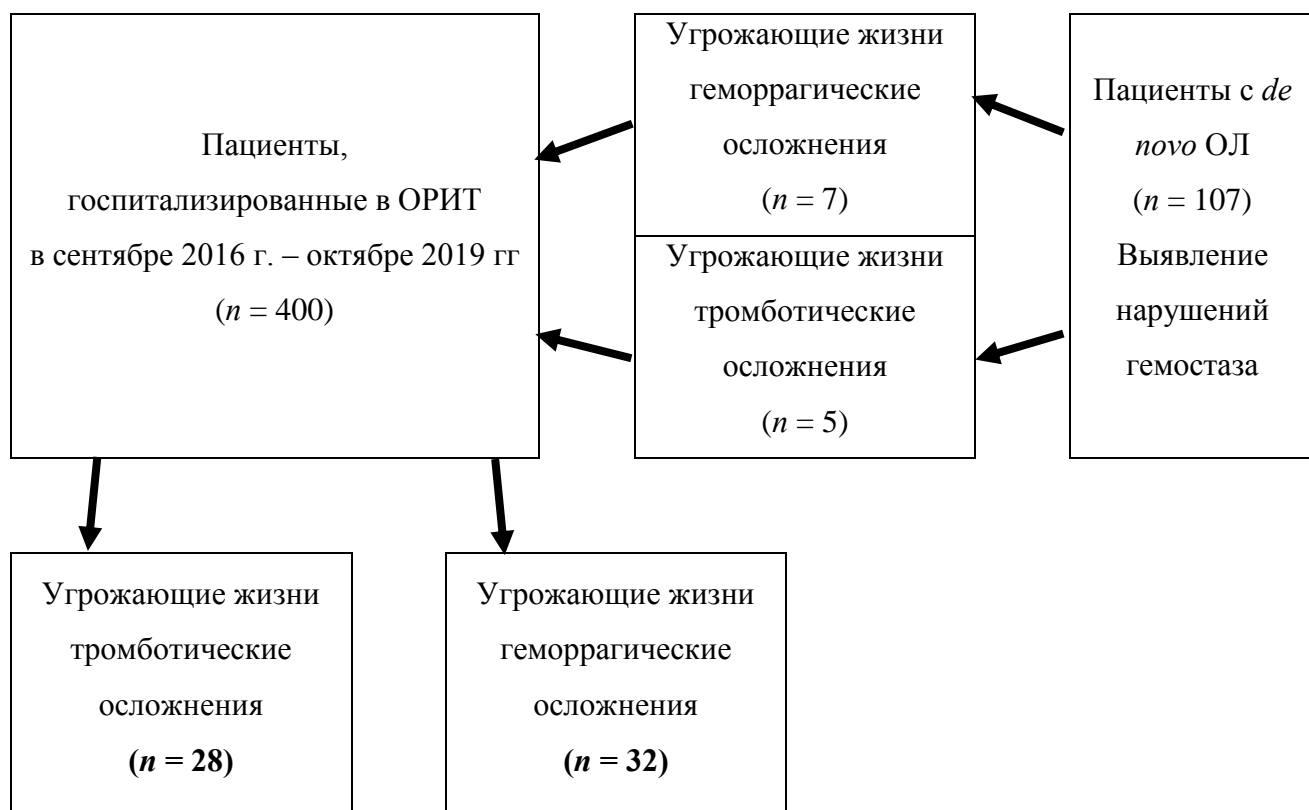 Пациенты,
госпитализированные в ОРИТ
в сентябре 2016 г. – октябре 2019 гг
(n = 400)
Угрожающие жизни
геморрагические
осложнения
(n = 7)
Угрожающие жизни
тромботические
осложнения
(n = 5)
Пациенты с de
novo ОЛ
(n = 107)
Выявление
нарушений
гемостаза
Угрожающие жизни
тромботические
осложнения
(n = 28)
Угрожающие жизни
геморрагические
осложнения
(n = 32)